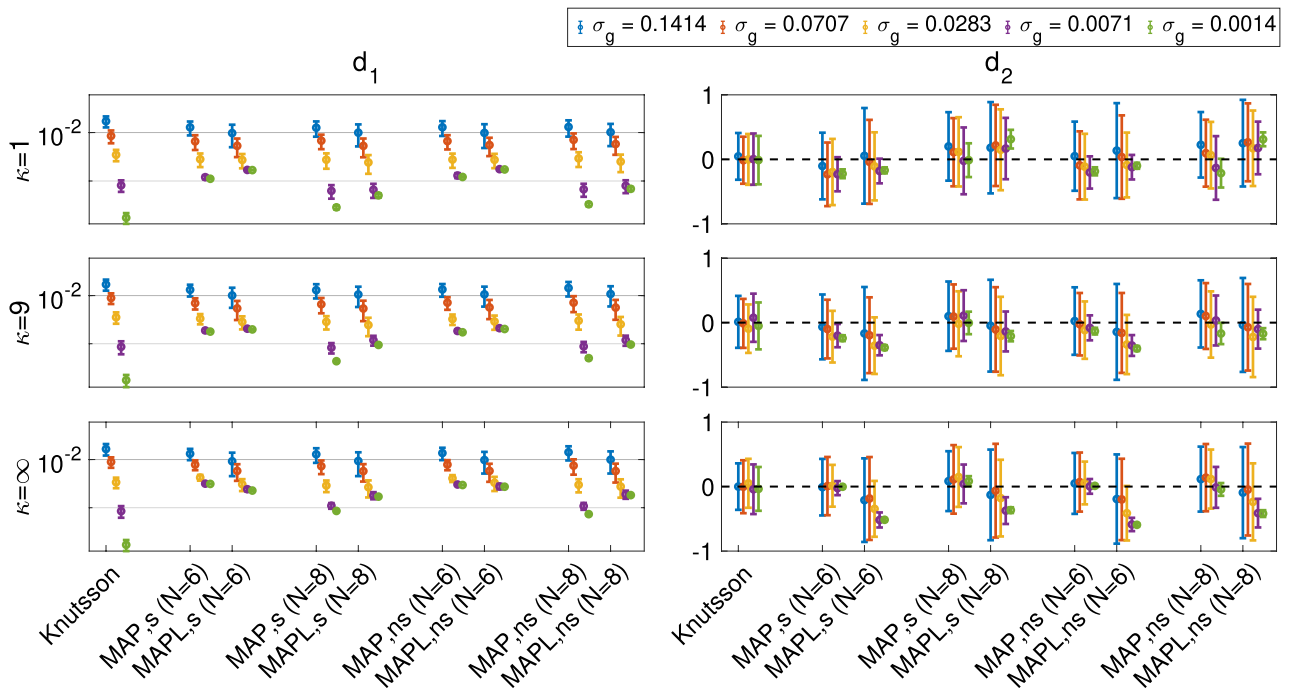 σg = 0.1414 σg = 0.0707 σg = 0.0283 σg = 0.0071 σg = 0.0014
d1
d2
κ=1
10-2
1
0
-1
κ=9
10-2
1
0
-1
κ=∞
10-2
1
0
-1
Knutsson
MAP,s (N=6)
MAPL,s (N=6)
MAP,s (N=8)
MAPL,s (N=8)
MAP,ns (N=6)
MAPL,ns (N=6)
MAP,ns (N=8)
MAPL,ns (N=8)
Knutsson
MAP,s (N=6)
MAPL,s (N=6)
MAP,s (N=8)
MAPL,s (N=8)
MAP,ns (N=6)
MAPL,ns (N=6)
MAP,ns (N=8)
MAPL,ns (N=8)